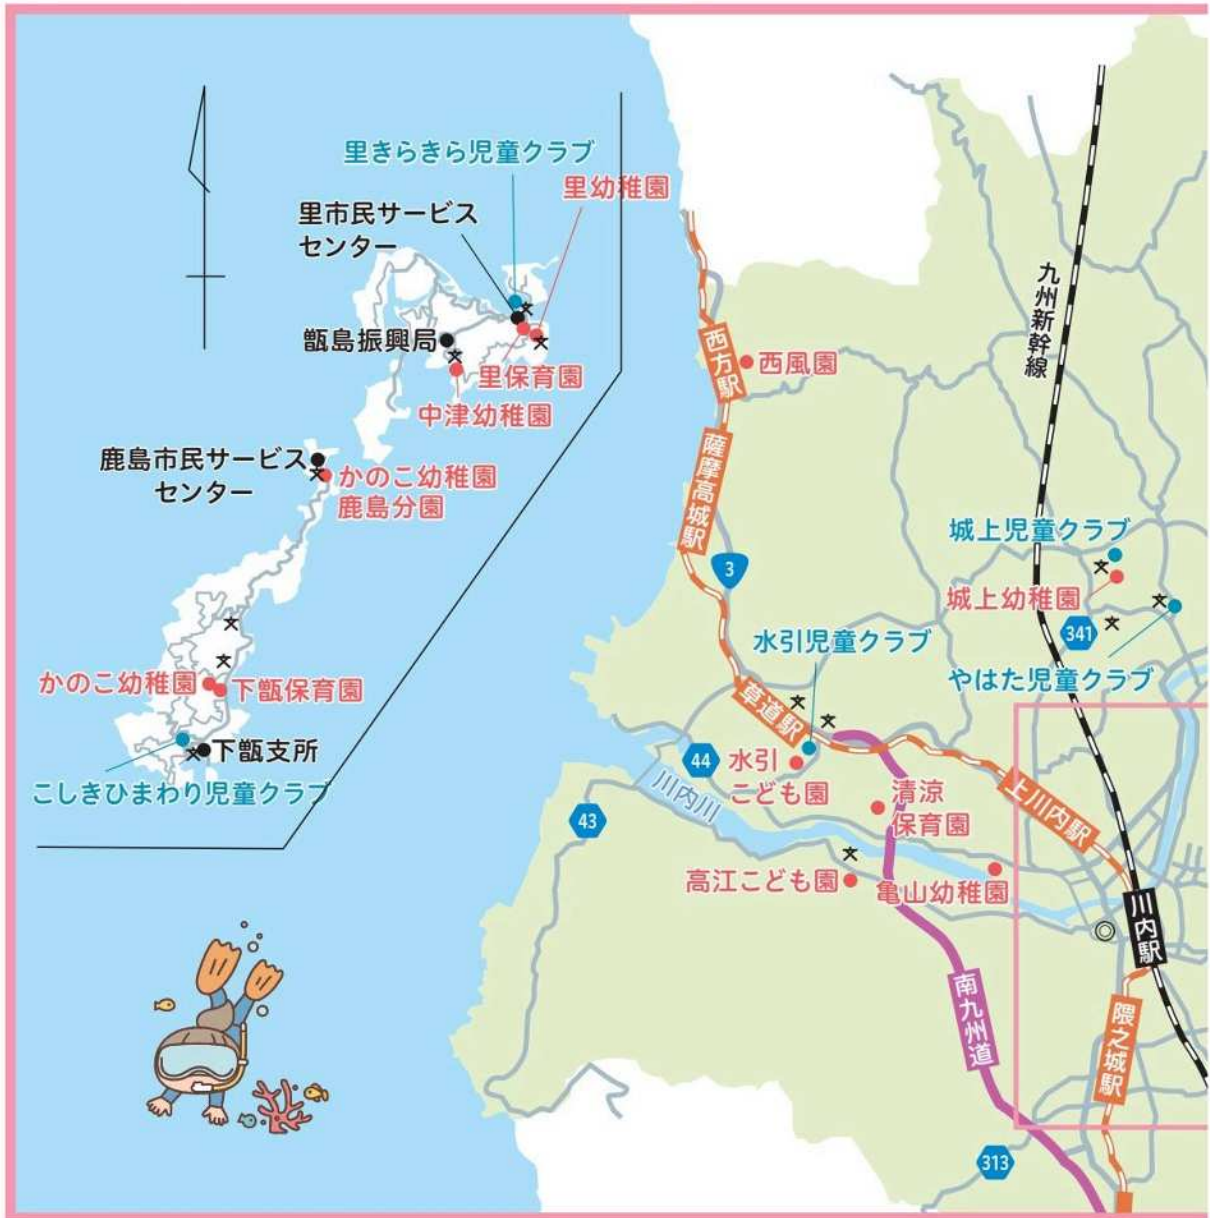 里きらきら児童クラブ
里幼稚園
里市民サービス
センター
甑島振興局
里保育園
中津幼稚園
鹿島市民サービス
センター
かのこ幼稚園
鹿島分園
かのこ幼稚園
下甑保育園
下甑支所
こしきひまわり児童クラブ
九州新幹線
西方駅
西風園
薩摩高城駅
3
城上児童クラブ
城上幼稚園
341
やはた児童クラブ
水引児童クラブ
草道駅
44
水引
こども園
川内川
43
清涼
保育園
上川内駅
高江こども園
亀山幼稚園
川内駅
南九州道
隈之城駅
313